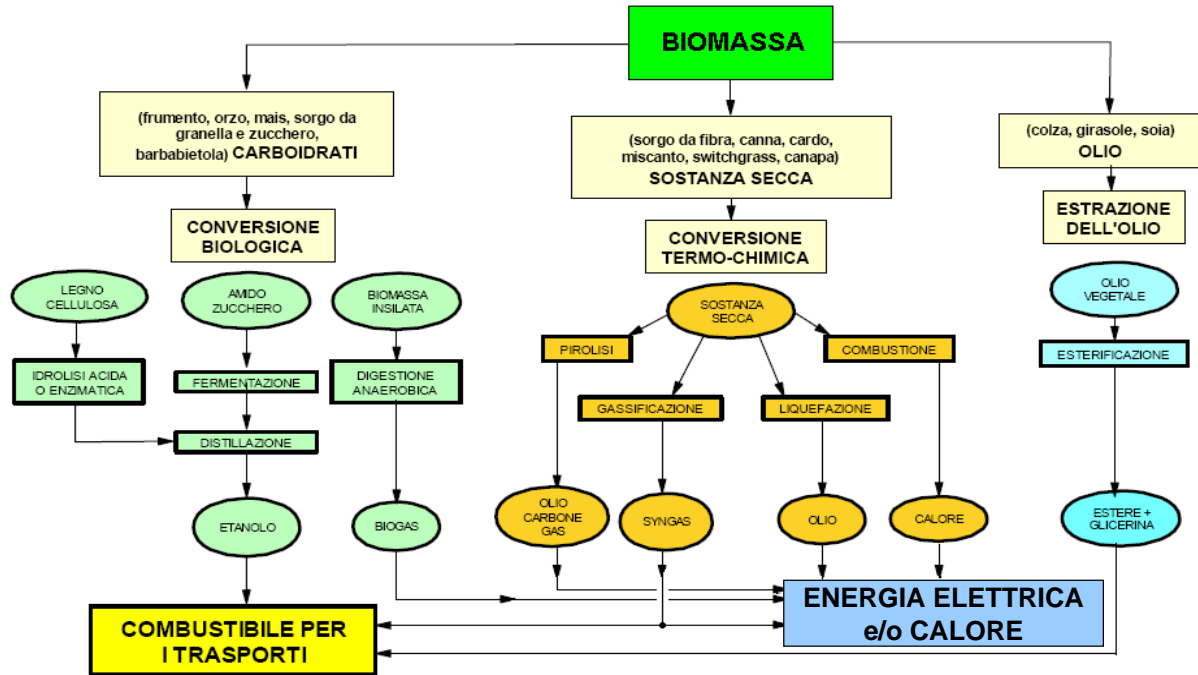 BIOMASSA
(frumento, orzo, mais, sorgo da
granella e zucchero,
barbabietola) CARBOIDRATI
(sorgo da fibra, canna, cardo,
miscanto, switchgrass, canapa)
SOSTANZA SECCA
(colza, girasole, soia)
OLIO
CONVERSIONE
BIOLOGICA
CONVERSIONE
TERMO-CHIMICA
ESTRAZIONE
DELL'OLIO
LEGNO
CELLULOSA
AMIDO
ZUCCHERO
BIOMASSA
INSILATA
SOSTANZA
SECCA
OLIO
VEGETALE
PIROLISI
COMBUSTIONE
ESTERIFICAZIONE
IDROLISI ACIDA
O ENZIMATICA
FERMENTAZIONE
DIGESTIONE
ANAEROBICA
GASSIFICAZIONE
LIQUEFAZIONE
DISTILLAZIONE
ETANOLO
BIOGAS
OLIO
CARBONE
GAS
SYNGAS
OLIO
CALORE
ESTERE +
GLICERINA
COMBUSTIBILE PER
I TRASPORTI
ENERGIA ELETTRICA
e/o CALORE